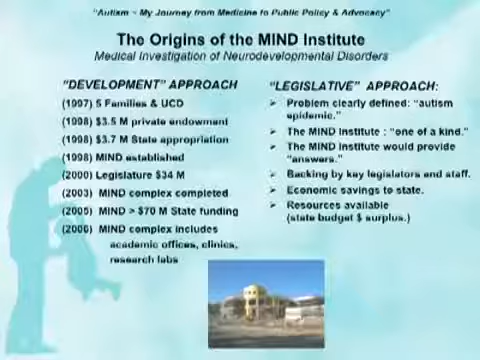 "Autism ~ My Journey from Medicine to Public Policy & Advocacy"
The Origins of the MIND Institute
Medical Investigation of Neurodevelopmental Disorders
"DEVELOPMENT" APPROACH
(1997) 5 Families & UCD
(1998) $3.5 M private endowment
(1998) $3.7 M State appropriation
(1998) MIND established
(2000) Legislature $34 M
(2003) MIND complex completed
(2005) MIND > $70 M State funding
(2006) MIND complex includes
academic offices, clinics,
research labs
"LEGISLATIVE" APPROACH:
➢ Problem clearly defined: "autism
epidemic."
➢ The MIND Institute : "one of a kind."
➢ The MIND Institute would provide
"answers."
➢ Backing by key legislators and staff.
➢ Economic savings to state.
➢ Resources available
(state budget $ surplus.)